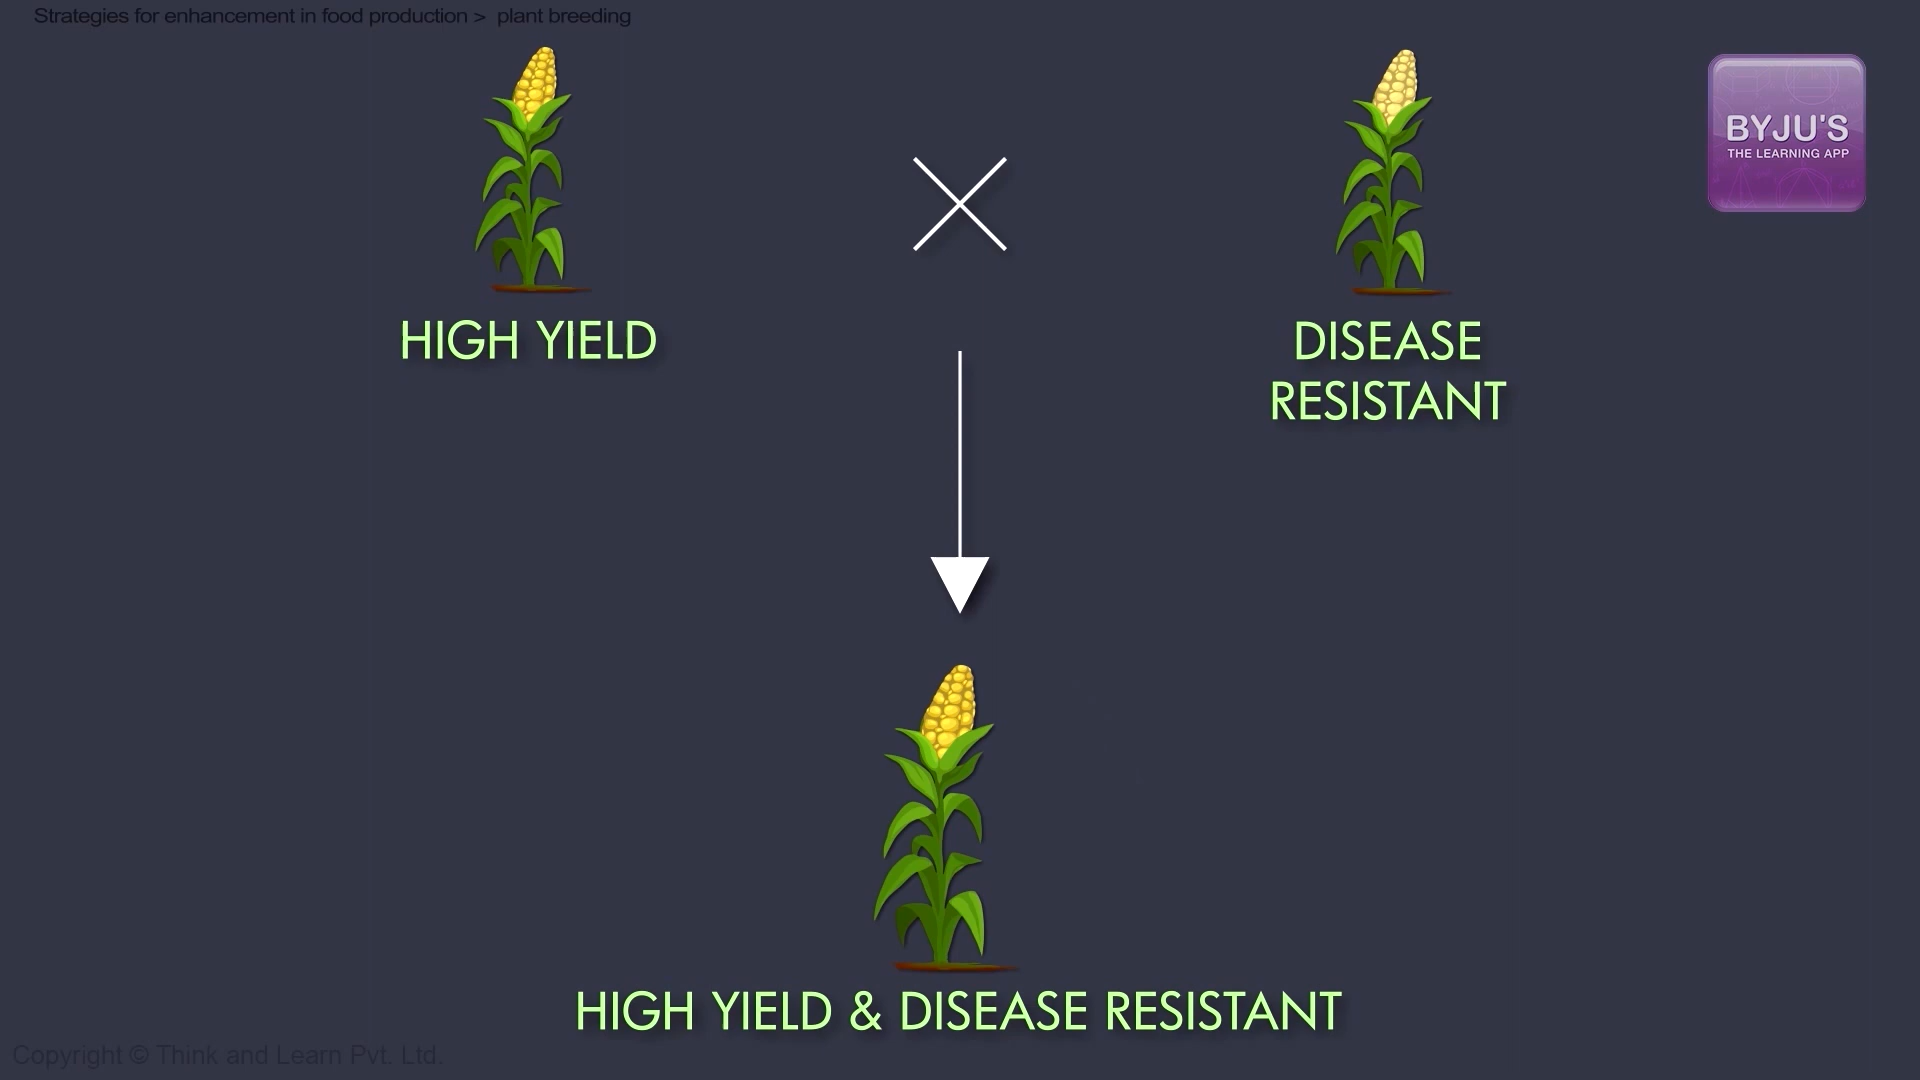 Strategies for enhancement in food production > plant breeding
BYJU'S
THE LEARNING APP
HIGH YIELD
DISEASE
RESISTANT
HIGH YIELD & DISEASE RESISTANT
Copyright © Think and Learn Pvt. Ltd.